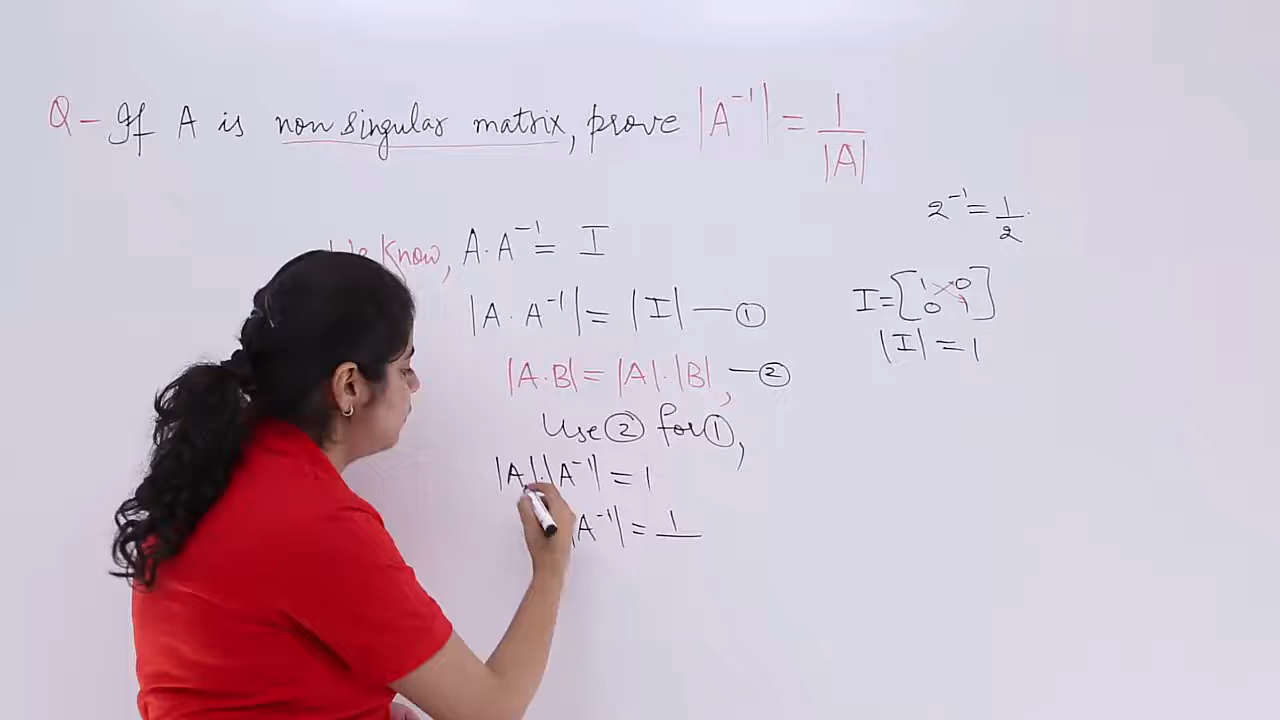 Q - If A is non singular matrix, prove |A⁻¹| = 1/|A|
2⁻¹ = 1/2
We know, A·A⁻¹ = I
|A·A⁻¹| = |I| — ①
I = [1 0
0 1]
|I| = 1
|A·B| = |A|·|B|, — ②
Use ② for ①,
|A|·|A⁻¹| = 1
|A⁻¹| = 1/